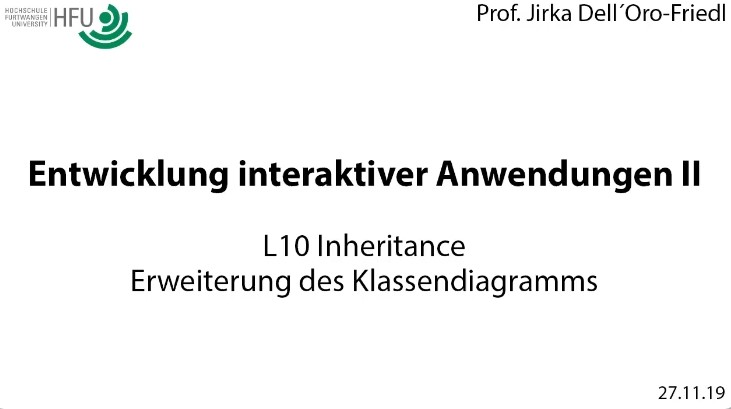 HOCHSCHULE
FURTWANGEN
UNIVERSITY
HFU
Prof. Jirka Dell´Oro-Friedl
Entwicklung interaktiver Anwendungen II
L10 Inheritance
Erweiterung des Klassendiagramms
27.11.19